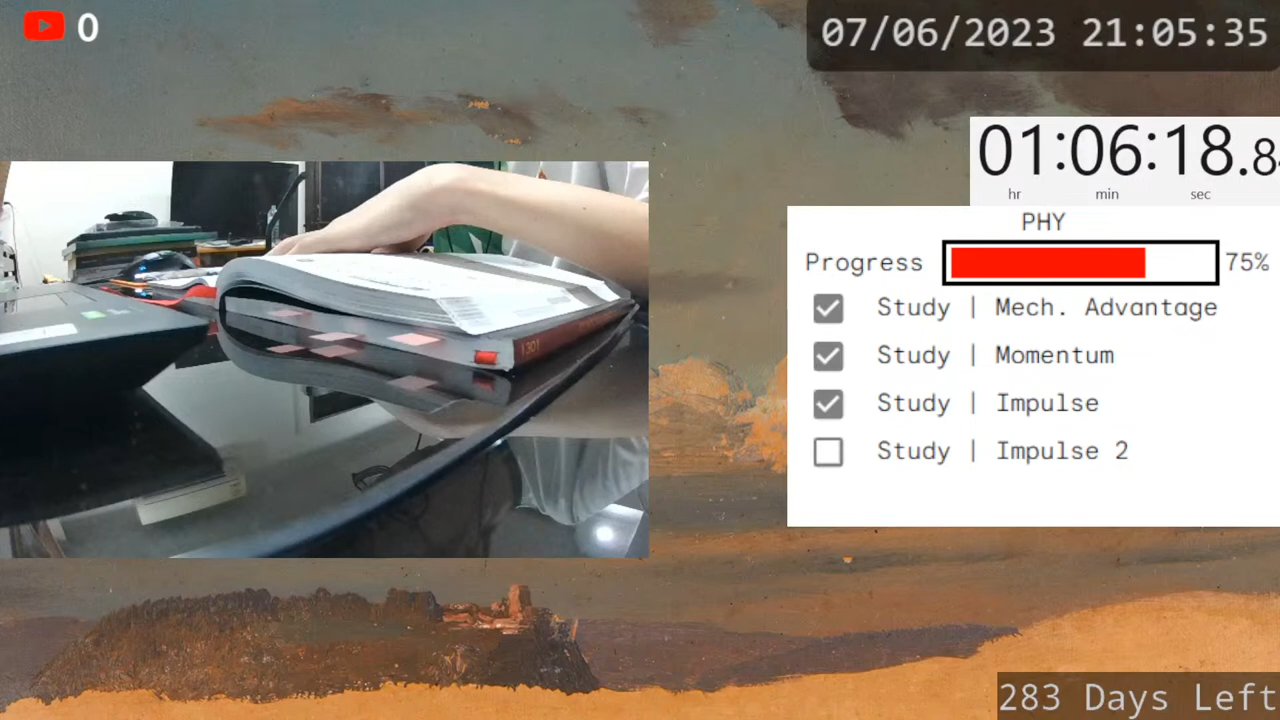 0
07/06/2023 21:05:35
01:06:18.8
hr min sec
PHY
Progress 75%
Study | Mech. Advantage
Study | Momentum
Study | Impulse
Study | Impulse 2
1301
283 Days Left